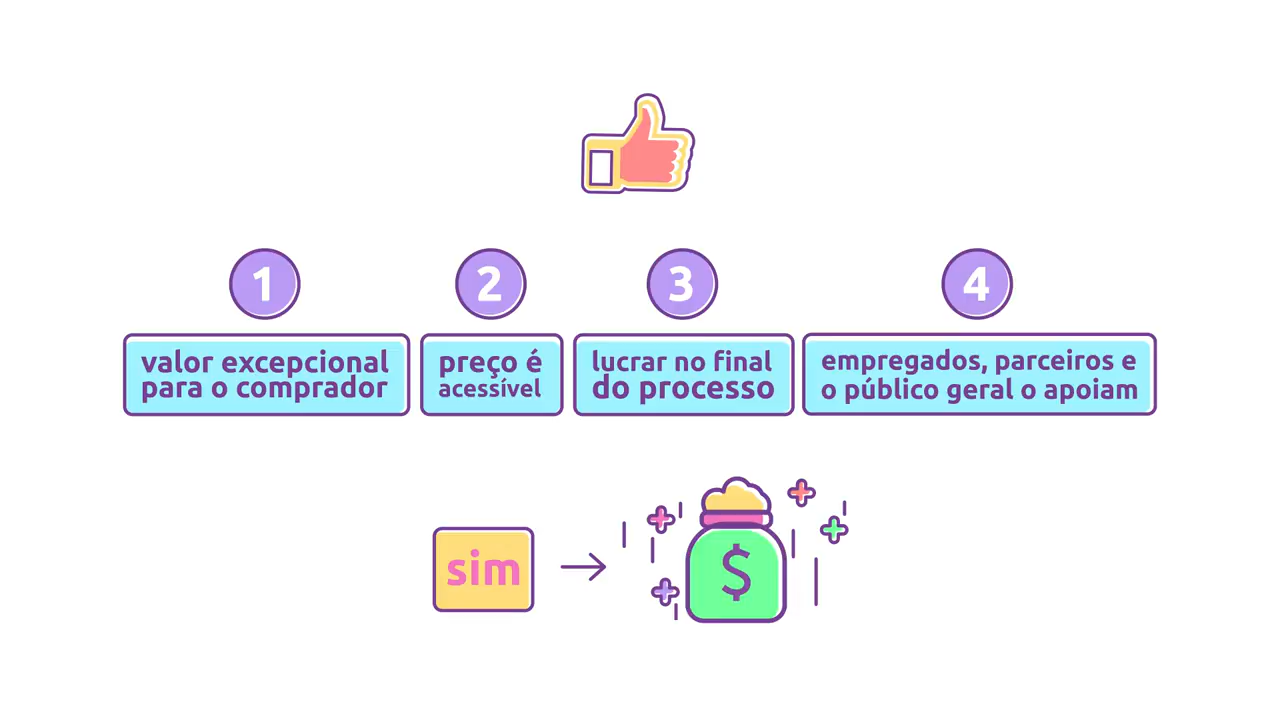 1
valor excepcional
para o comprador
2
preço é
acessível
3
lucrar no final
do processo
4
empregados, parceiros e
o público geral o apoiam
sim
$